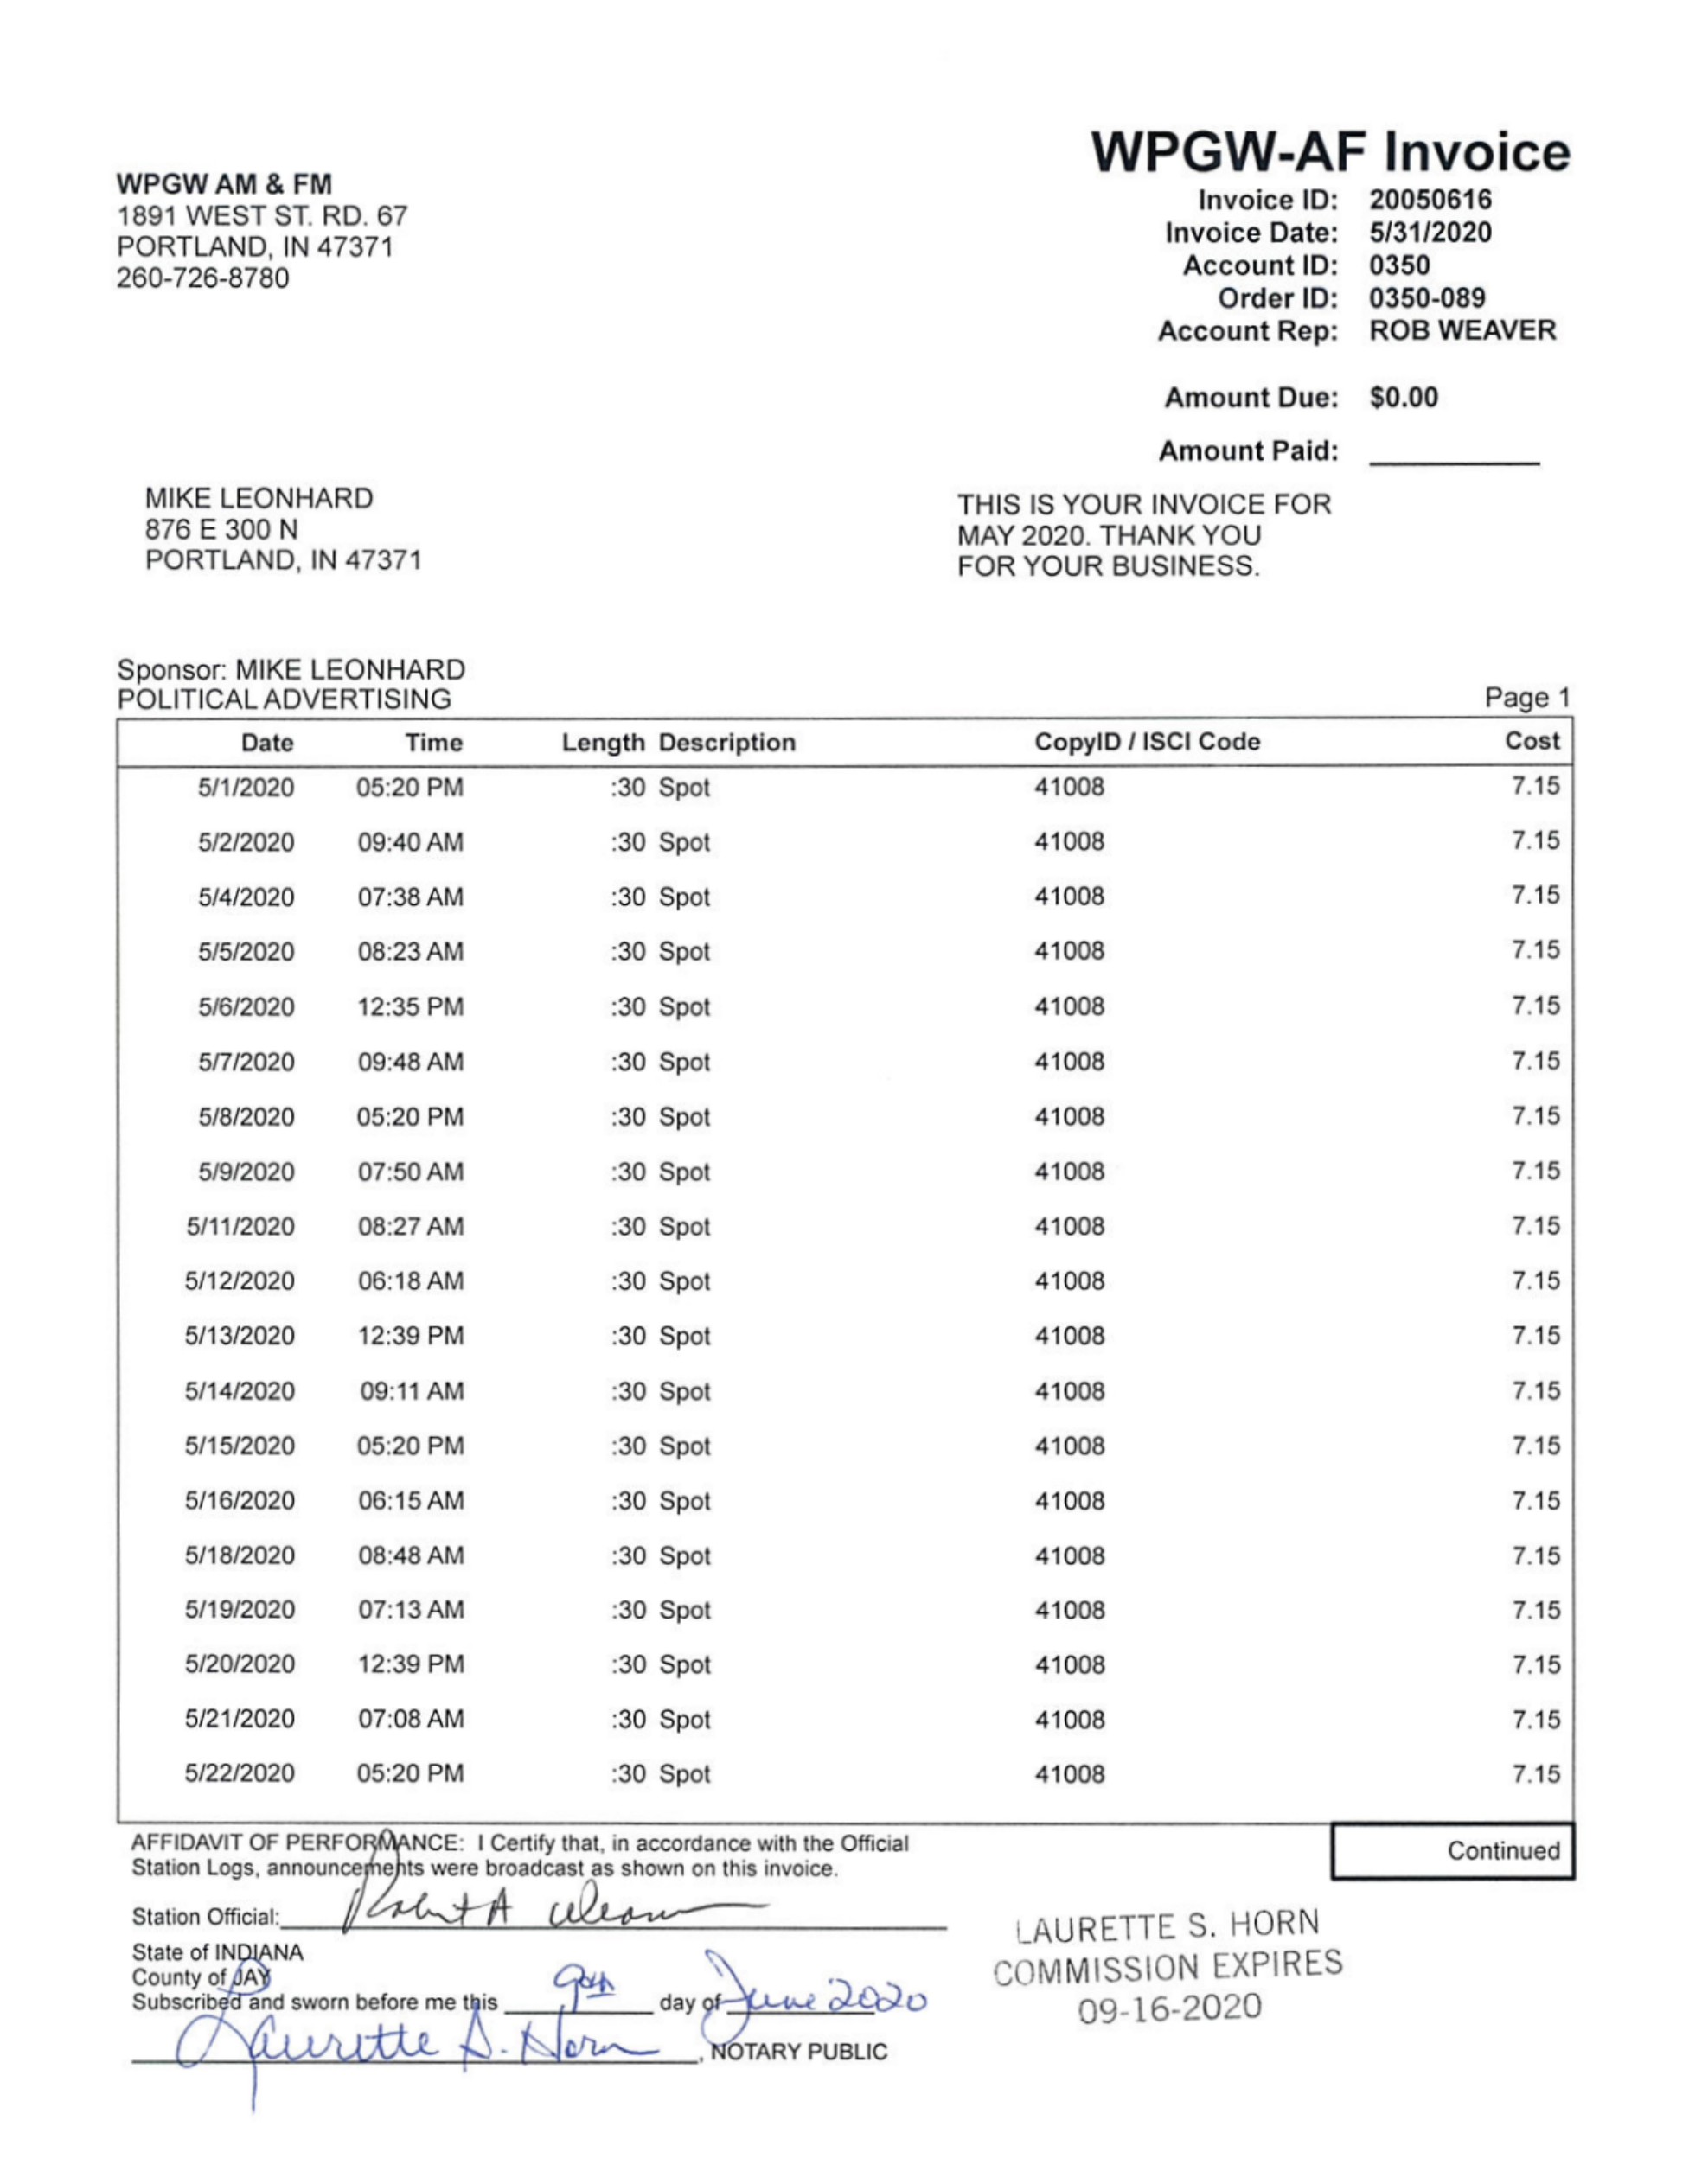 WPGW-AF Invoice
WPGW AM & FM
1891 WEST ST. RD. 67
PORTLAND, IN 47371
260-726-8780
Invoice ID: 20050616
Invoice Date: 5/31/2020
Account ID: 0350
Order ID: 0350-089
Account Rep: ROB WEAVER
Amount Due: $0.00
Amount Paid:
MIKE LEONHARD
876 E 300 N
PORTLAND, IN 47371
THIS IS YOUR INVOICE FOR
MAY 2020. THANK YOU
FOR YOUR BUSINESS.
Sponsor: MIKE LEONHARD
POLITICAL ADVERTISING
Page 1
Date Time Length Description CopyID / ISCI Code Cost
5/1/2020 05:20 PM :30 Spot 41008 7.15
5/2/2020 09:40 AM :30 Spot 41008 7.15
5/4/2020 07:38 AM :30 Spot 41008 7.15
5/5/2020 08:23 AM :30 Spot 41008 7.15
5/6/2020 12:35 PM :30 Spot 41008 7.15
5/7/2020 09:48 AM :30 Spot 41008 7.15
5/8/2020 05:20 PM :30 Spot 41008 7.15
5/9/2020 07:50 AM :30 Spot 41008 7.15
5/11/2020 08:27 AM :30 Spot 41008 7.15
5/12/2020 06:18 AM :30 Spot 41008 7.15
5/13/2020 12:39 PM :30 Spot 41008 7.15
5/14/2020 09:11 AM :30 Spot 41008 7.15
5/15/2020 05:20 PM :30 Spot 41008 7.15
5/16/2020 06:15 AM :30 Spot 41008 7.15
5/18/2020 08:48 AM :30 Spot 41008 7.15
5/19/2020 07:13 AM :30 Spot 41008 7.15
5/20/2020 12:39 PM :30 Spot 41008 7.15
5/21/2020 07:08 AM :30 Spot 41008 7.15
5/22/2020 05:20 PM :30 Spot 41008 7.15
AFFIDAVIT OF PERFORMANCE: I Certify that, in accordance with the Official
Station Logs, announcements were broadcast as shown on this invoice.
Continued
Station Official: Robert A Weaver
State of INDIANA
County of JAY
Subscribed and sworn before me this 9th day of June 2020
Laurette S. Horn, NOTARY PUBLIC
LAURETTE S. HORN
COMMISSION EXPIRES
09-16-2020